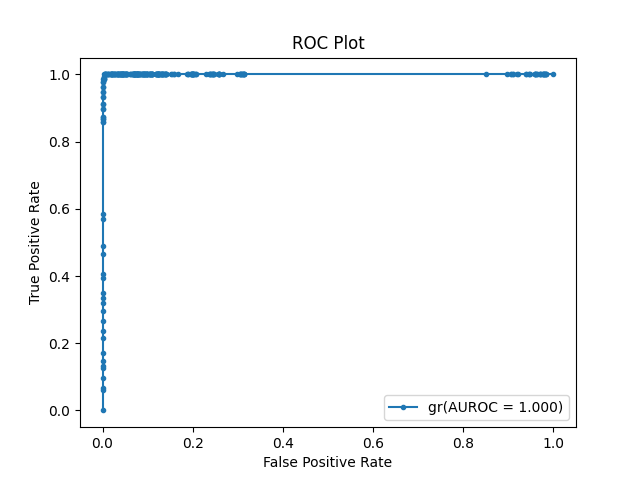 ROC Plot
True Positive Rate
1.0
0.8
0.6
0.4
0.2
0.0
gr(AUROC = 1.000)
0.0 0.2 0.4 0.6 0.8 1.0
False Positive Rate